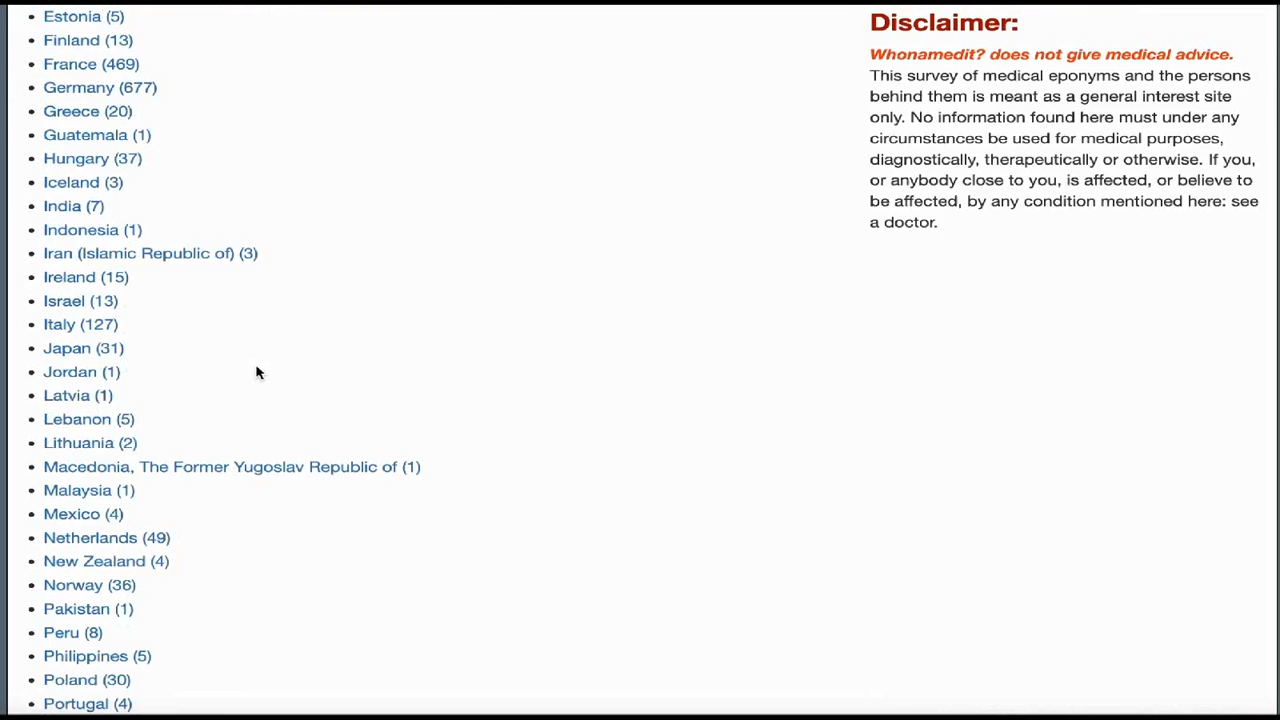 Estonia (5)
Finland (13)
France (469)
Germany (677)
Greece (20)
Guatemala (1)
Hungary (37)
Iceland (3)
India (7)
Indonesia (1)
Iran (Islamic Republic of) (3)
Ireland (15)
Israel (13)
Italy (127)
Japan (31)
Jordan (1)
Latvia (1)
Lebanon (5)
Lithuania (2)
Macedonia, The Former Yugoslav Republic of (1)
Malaysia (1)
Mexico (4)
Netherlands (49)
New Zealand (4)
Norway (36)
Pakistan (1)
Peru (8)
Philippines (5)
Poland (30)
Portugal (4)
Disclaimer:
Whonamedit? does not give medical advice.
This survey of medical eponyms and the persons
behind them is meant as a general interest site
only. No information found here must under any
circumstances be used for medical purposes,
diagnostically, therapeutically or otherwise. If you,
or anybody close to you, is affected, or believe to
be affected, by any condition mentioned here: see
a doctor.